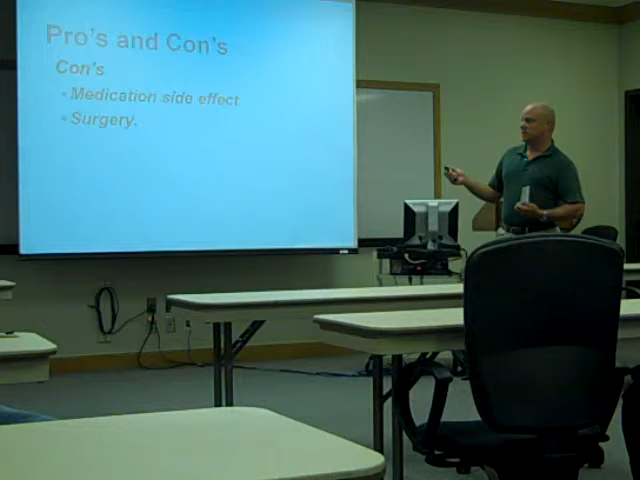 Pro's and Con's
Con's
• Medication side effect
• Surgery.